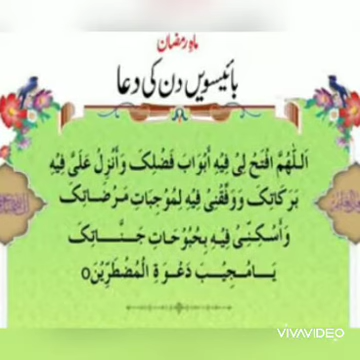 ماہِ رمضان
بائیسویں دن کی دعا
اَللّٰهُمَّ افْتَحْ لِیْ فِیْهِ أَبْوَابَ فَضْلِکَ وَأَنْزِلْ عَلَیَّ فِیْهِ
بَرَکَاتِکَ وَوَفِّقْنِیْ فِیْهِ لِمُوْجِبَاتِ مَرْضَاتِکَ
وَأَسْکِنِّیْ فِیْهِ بِحُبُوْحَاتِ جَنَّاتِکَ
یَا مُجِیْبَ دَعْوَةِ الْمُضْطَرِّیْنَ
VIVAVIDEO